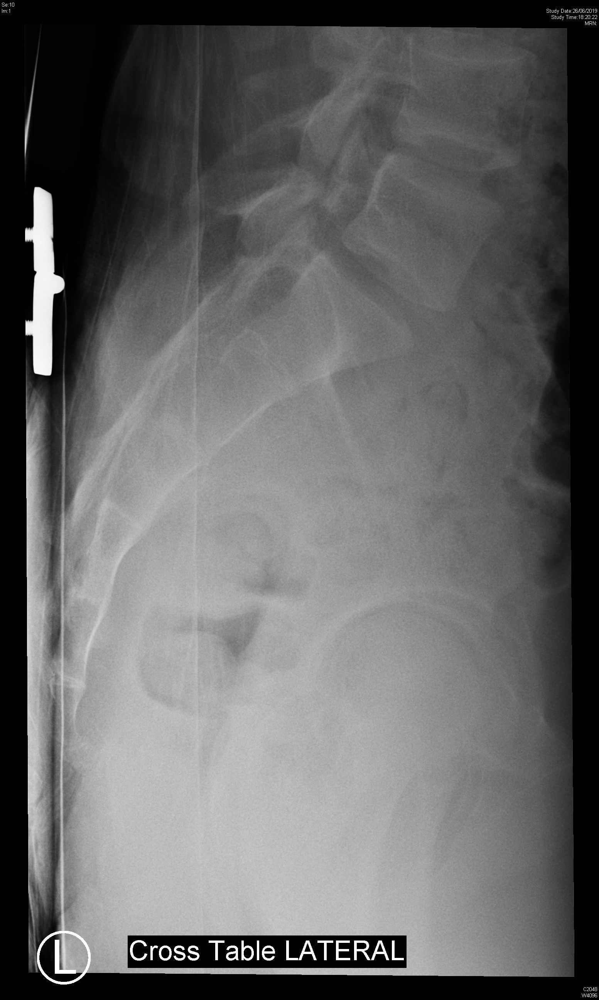 Se:10
Im:1
Study Date:26/06/2019
Study Time:18:20:22
MRN:
L
Cross Table LATERAL
C2048
W4096